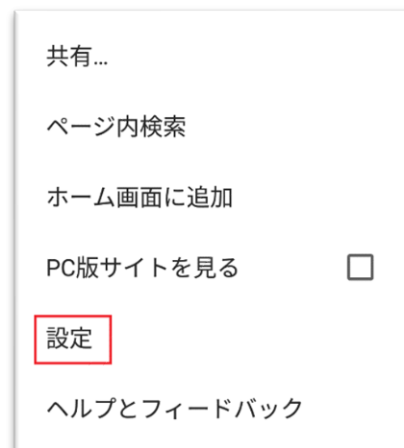 共有...
ページ内検索
ホーム画面に追加
PC版サイトを見る
設定
ヘルプとフィードバック